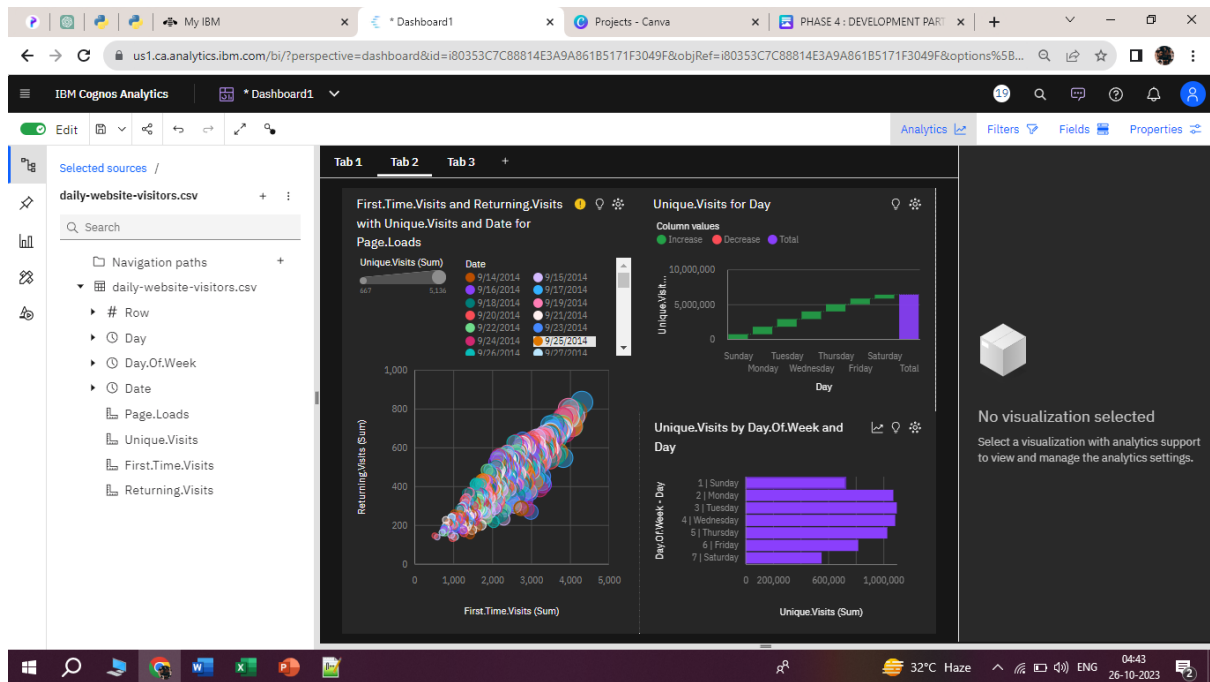 My IBM
* Dashboard1
Projects - Canva
PHASE 4 : DEVELOPMENT PART
us1.ca.analytics.ibm.com/bi/?perspective=dashboard&id=i80353C7C88814E3A9A861B5171F3049F&objRef=i80353C7C88814E3A9A861B5171F3049F&options%5B...
IBM Cognos Analytics
* Dashboard1
19
Edit
Analytics
Filters
Fields
Properties
Selected sources /
daily-website-visitors.csv
Search
Navigation paths
daily-website-visitors.csv
# Row
Day
Day.Of.Week
Date
Page.Loads
Unique.Visits
First.Time.Visits
Returning.Visits
Tab 1
Tab 2
Tab 3
First.Time.Visits and Returning.Visits
with Unique.Visits and Date for
Page.Loads
Unique.Visits (Sum)
667
5,136
Date
9/14/2014 9/15/2014
9/16/2014 9/17/2014
9/18/2014 9/19/2014
9/20/2014 9/21/2014
9/22/2014 9/23/2014
9/24/2014 9/25/2014
9/26/2014 9/27/2014
Returning.Visits (Sum)
1,000
800
600
400
200
0
0 1,000 2,000 3,000 4,000 5,000
First.Time.Visits (Sum)
Unique.Visits for Day
Column values
Increase Decrease Total
Unique.Visit...
10,000,000
5,000,000
0
Sunday Tuesday Thursday Saturday
Monday Wednesday Friday Total
Day
Unique.Visits by Day.Of.Week and
Day
Day.Of.Week - Day
1 | Sunday
2 | Monday
3 | Tuesday
4 | Wednesday
5 | Thursday
6 | Friday
7 | Saturday
0 200,000 600,000 1,000,000
Unique.Visits (Sum)
No visualization selected
Select a visualization with analytics support
to view and manage the analytics settings.
32°C Haze
ENG
04:43
26-10-2023
2